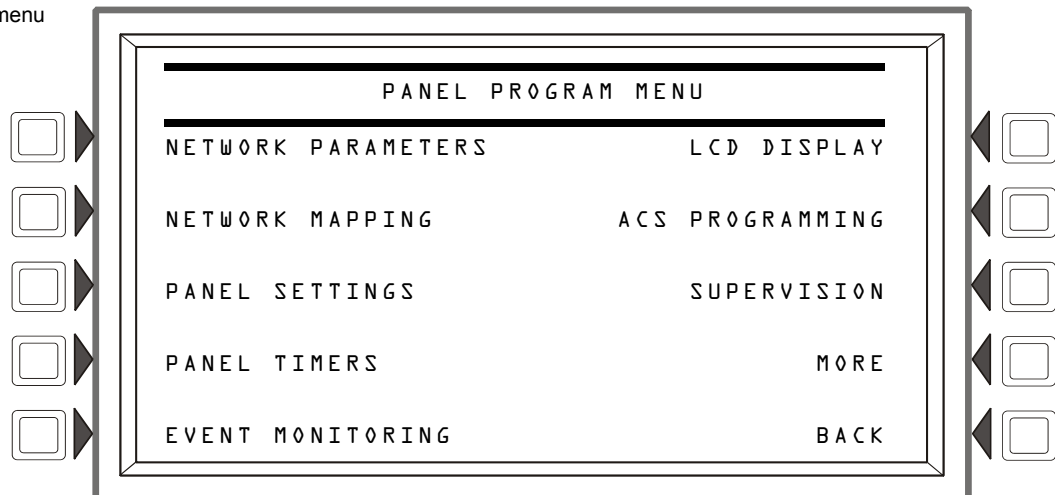 menu
PANEL PROGRAM MENU
NETWORK PARAMETERS LCD DISPLAY
NETWORK MAPPING ACS PROGRAMMING
PANEL SETTINGS SUPERVISION
PANEL TIMERS MORE
EVENT MONITORING BACK